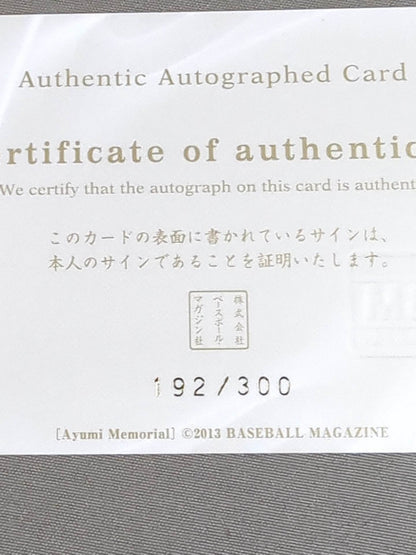 Authentic Autographed Card
rtificate of authentic
We certify that the autograph on this card is authent
このカードの表面に書かれているサインは、
本人のサインであることを証明いたします。
株式会社
ベースボール・
マガジン社
192/300
[Ayumi Memorial] ©2013 BASEBALL MAGAZINE